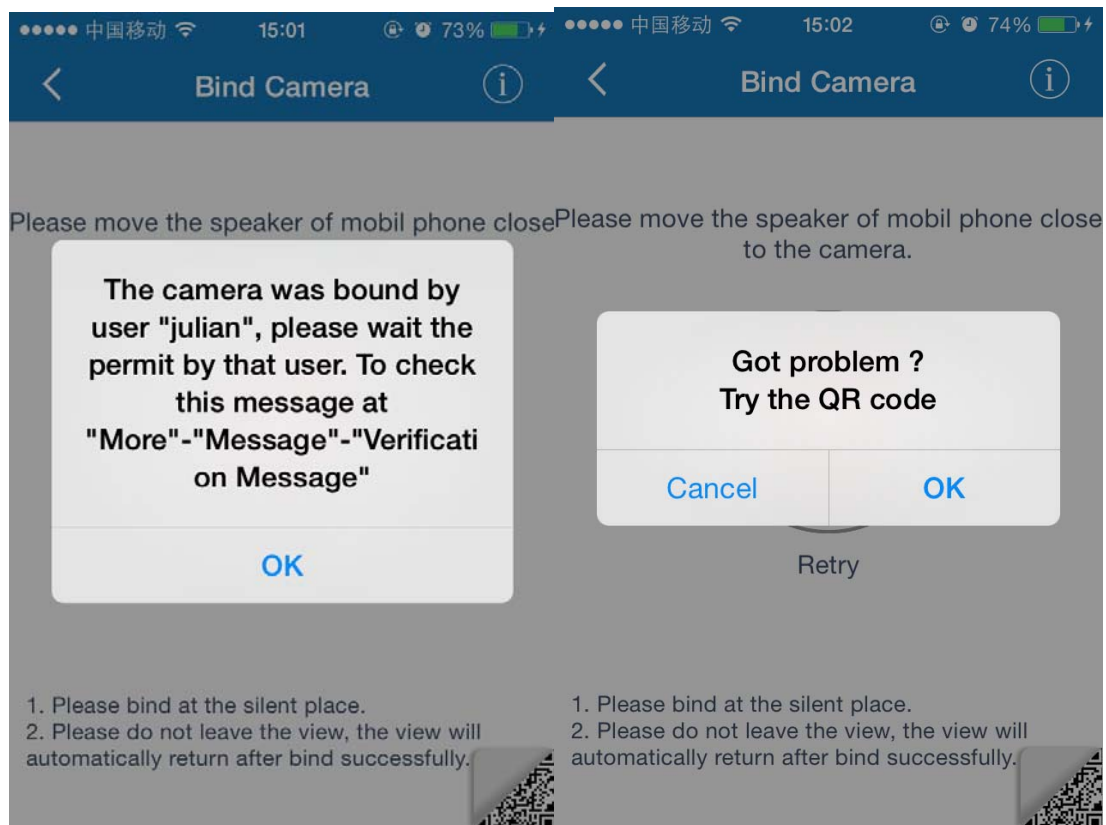 中国移动 15:01 73%
Bind Camera
i
Please move the speaker of mobil phone close
The camera was bound by
user "julian", please wait the
permit by that user. To check
this message at
"More"-"Message"-"Verificati
on Message"
OK
1. Please bind at the silent place.
2. Please do not leave the view, the view will
automatically return after bind successfully.
中国移动 15:02 74%
Bind Camera
i
Please move the speaker of mobil phone close
to the camera.
Got problem ?
Try the QR code
Cancel OK
Retry
1. Please bind at the silent place.
2. Please do not leave the view, the view will
automatically return after bind successfully.